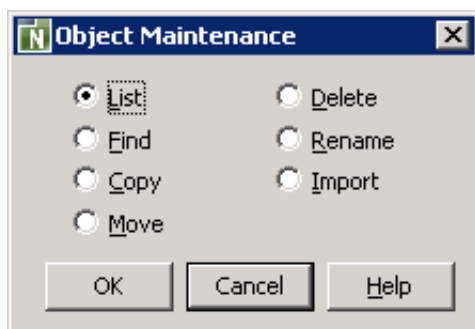 N Object Maintenance
List Delete
Find Rename
Copy Import
Move
OK Cancel Help